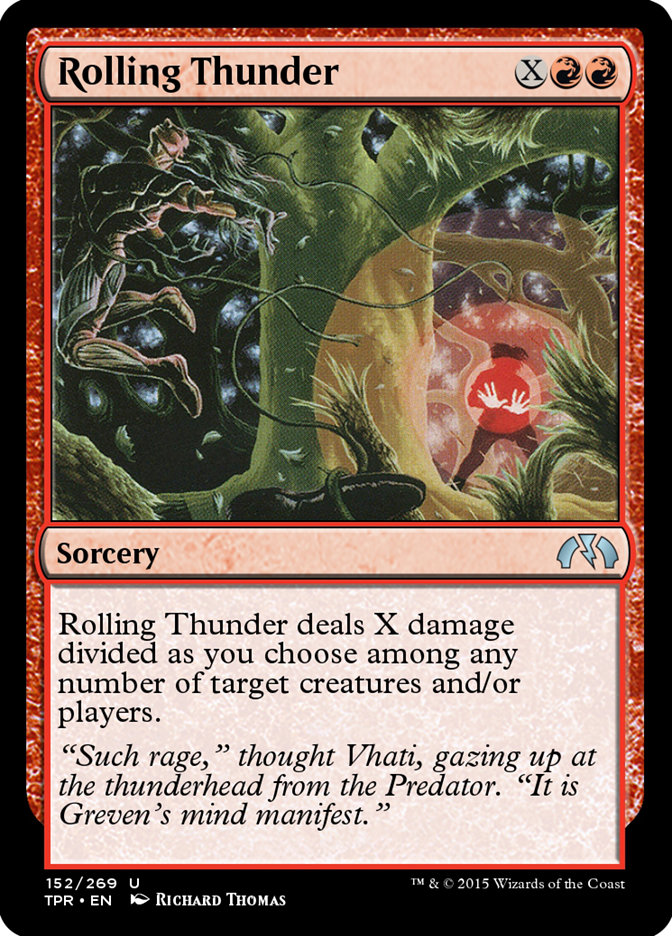 Rolling Thunder X
Sorcery
Rolling Thunder deals X damage
divided as you choose among any
number of target creatures and/or
players.
“Such rage,” thought Vhati, gazing up at
the thunderhead from the Predator. “It is
Greven’s mind manifest.”
152/269 U
TPR • EN Richard Thomas
™ & © 2015 Wizards of the Coast